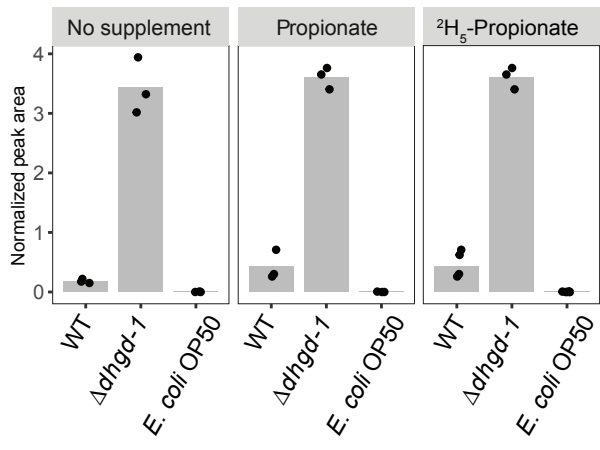 No supplement Propionate ²H₅-Propionate
Normalized peak area
4
3
2
1
0
WT Δdhgd-1 E. coli OP50 WT Δdhgd-1 E. coli OP50 WT Δdhgd-1 E. coli OP50